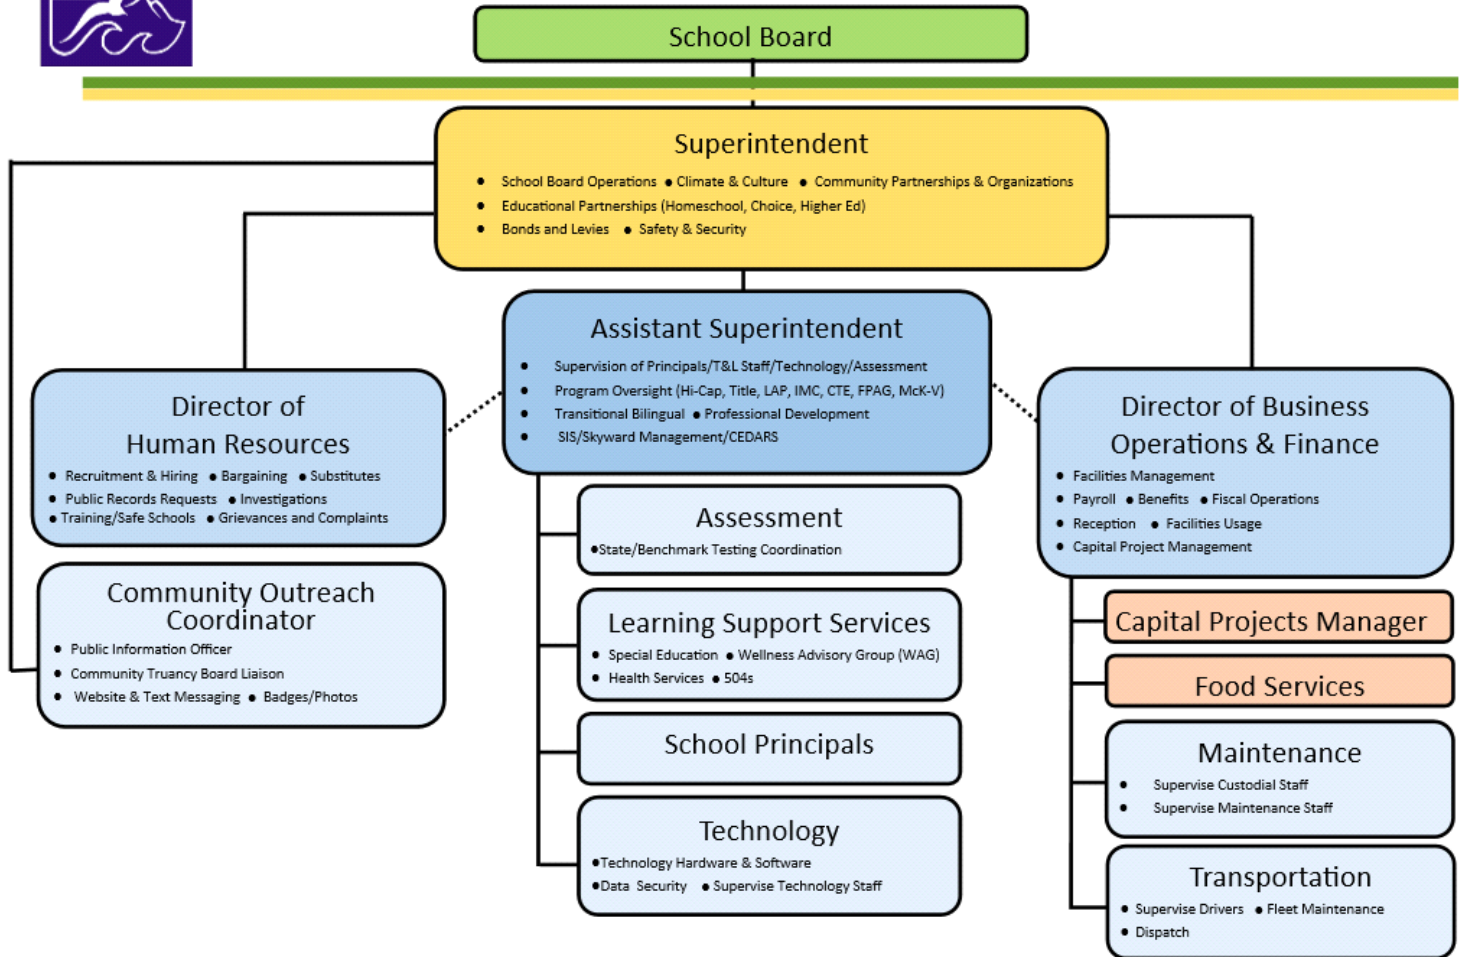 School Board
Superintendent
● School Board Operations ● Climate & Culture ● Community Partnerships & Organizations
● Educational Partnerships (Homeschool, Choice, Higher Ed)
● Bonds and Levies ● Safety & Security
Assistant Superintendent
● Supervision of Principals/T&L Staff/Technology/Assessment
● Program Oversight (Hi-Cap, Title, LAP, IMC, CTE, FPAG, McK-V)
● Transitional Bilingual ● Professional Development
● SIS/Skyward Management/CEDARS
Director of
Human Resources
● Recruitment & Hiring ● Bargaining ● Substitutes
● Public Records Requests ● Investigations
● Training/Safe Schools ● Grievances and Complaints
Community Outreach
Coordinator
● Public Information Officer
● Community Truancy Board Liaison
● Website & Text Messaging ● Badges/Photos
Assessment
●State/Benchmark Testing Coordination
Learning Support Services
● Special Education ● Wellness Advisory Group (WAG)
● Health Services ● 504s
School Principals
Technology
●Technology Hardware & Software
●Data Security ● Supervise Technology Staff
Director of Business
Operations & Finance
● Facilities Management
● Payroll ● Benefits ● Fiscal Operations
● Reception ● Facilities Usage
● Capital Project Management
Capital Projects Manager
Food Services
Maintenance
● Supervise Custodial Staff
● Supervise Maintenance Staff
Transportation
● Supervise Drivers ● Fleet Maintenance
● Dispatch